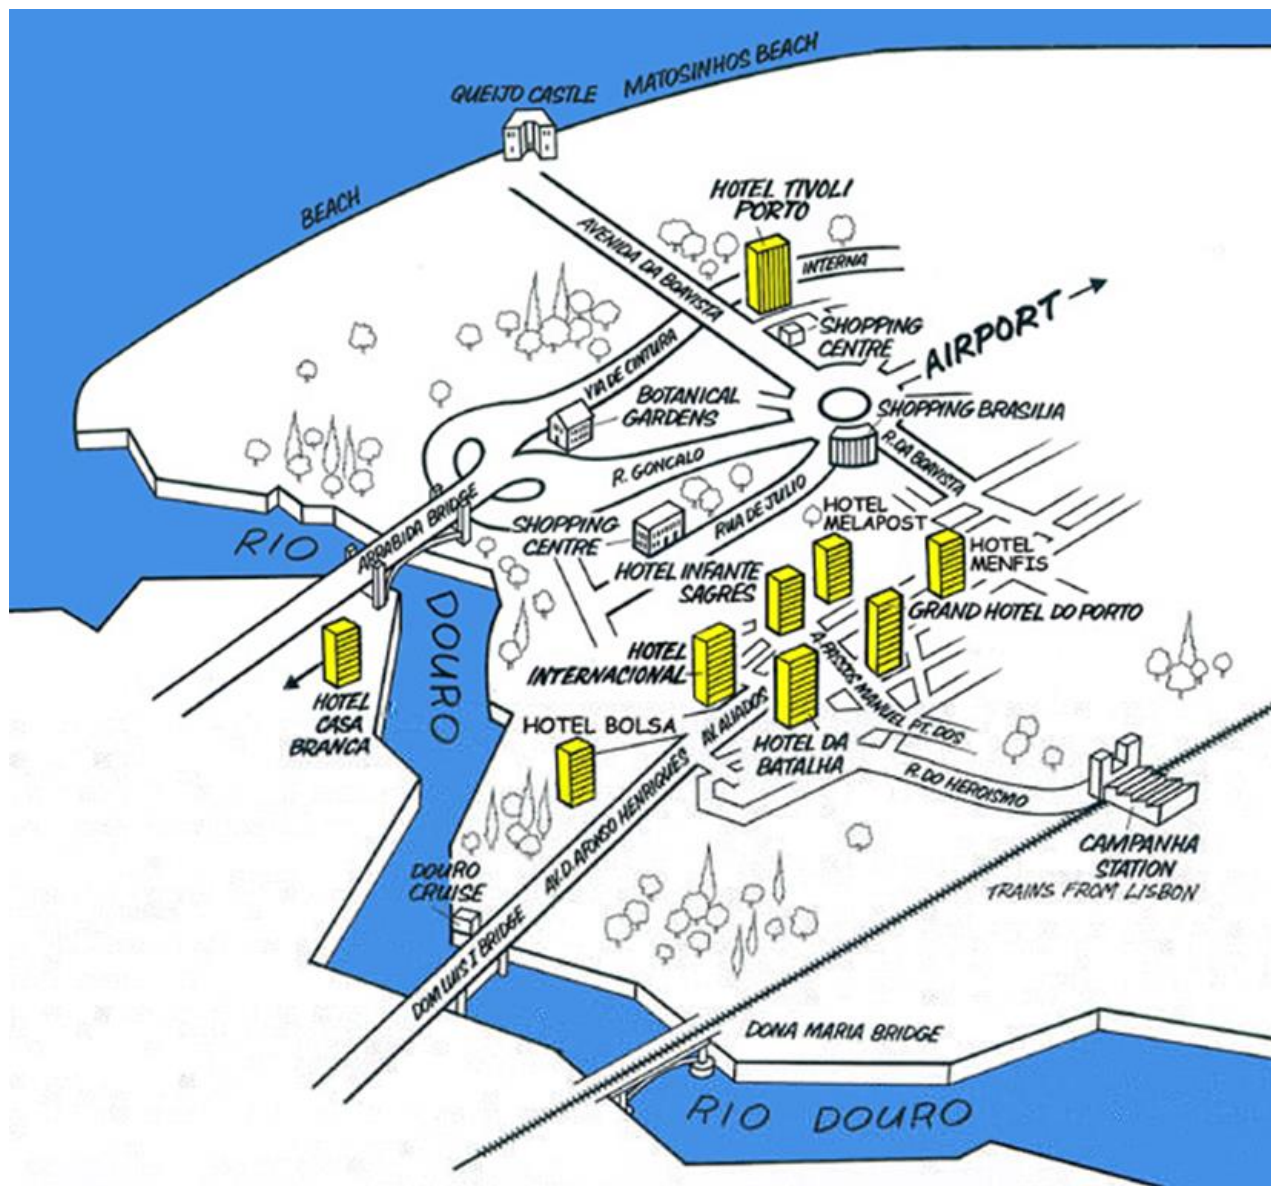 MATOSINHOS BEACH
QUEIJO CASTLE
BEACH
HOTEL TIVOLI
PORTO
AVENIDA DA BOAVISTA
INTERNA
AIRPORT
SHOPPING
CENTRE
VIA DE CINTURA
BOTANICAL
GARDENS
SHOPPING BRASILIA
R. DA BOAVISTA
R. GONCALO
RUA DE JULIO
SHOPPING
CENTRE
HOTEL
MELAPOST
HOTEL
MENFIS
ARRABIDA BRIDGE
RIO
DOURO
HOTEL INFANTE
SAGRES
GRAND HOTEL DO PORTO
HOTEL
INTERNACIONAL
HOTEL
CASA
BRANCA
HOTEL BOLSA
AV. ALIADOS
HOTEL DA
BATALHA
MANUEL PT. DOS
R. DO HEROISMO
AV. D. AFONSO HENRIQUES
CAMPANHA
STATION
TRAINS FROM LISBON
DOURO
CRUISE
DOM LUIS I BRIDGE
DONA MARIA BRIDGE
RIO DOURO